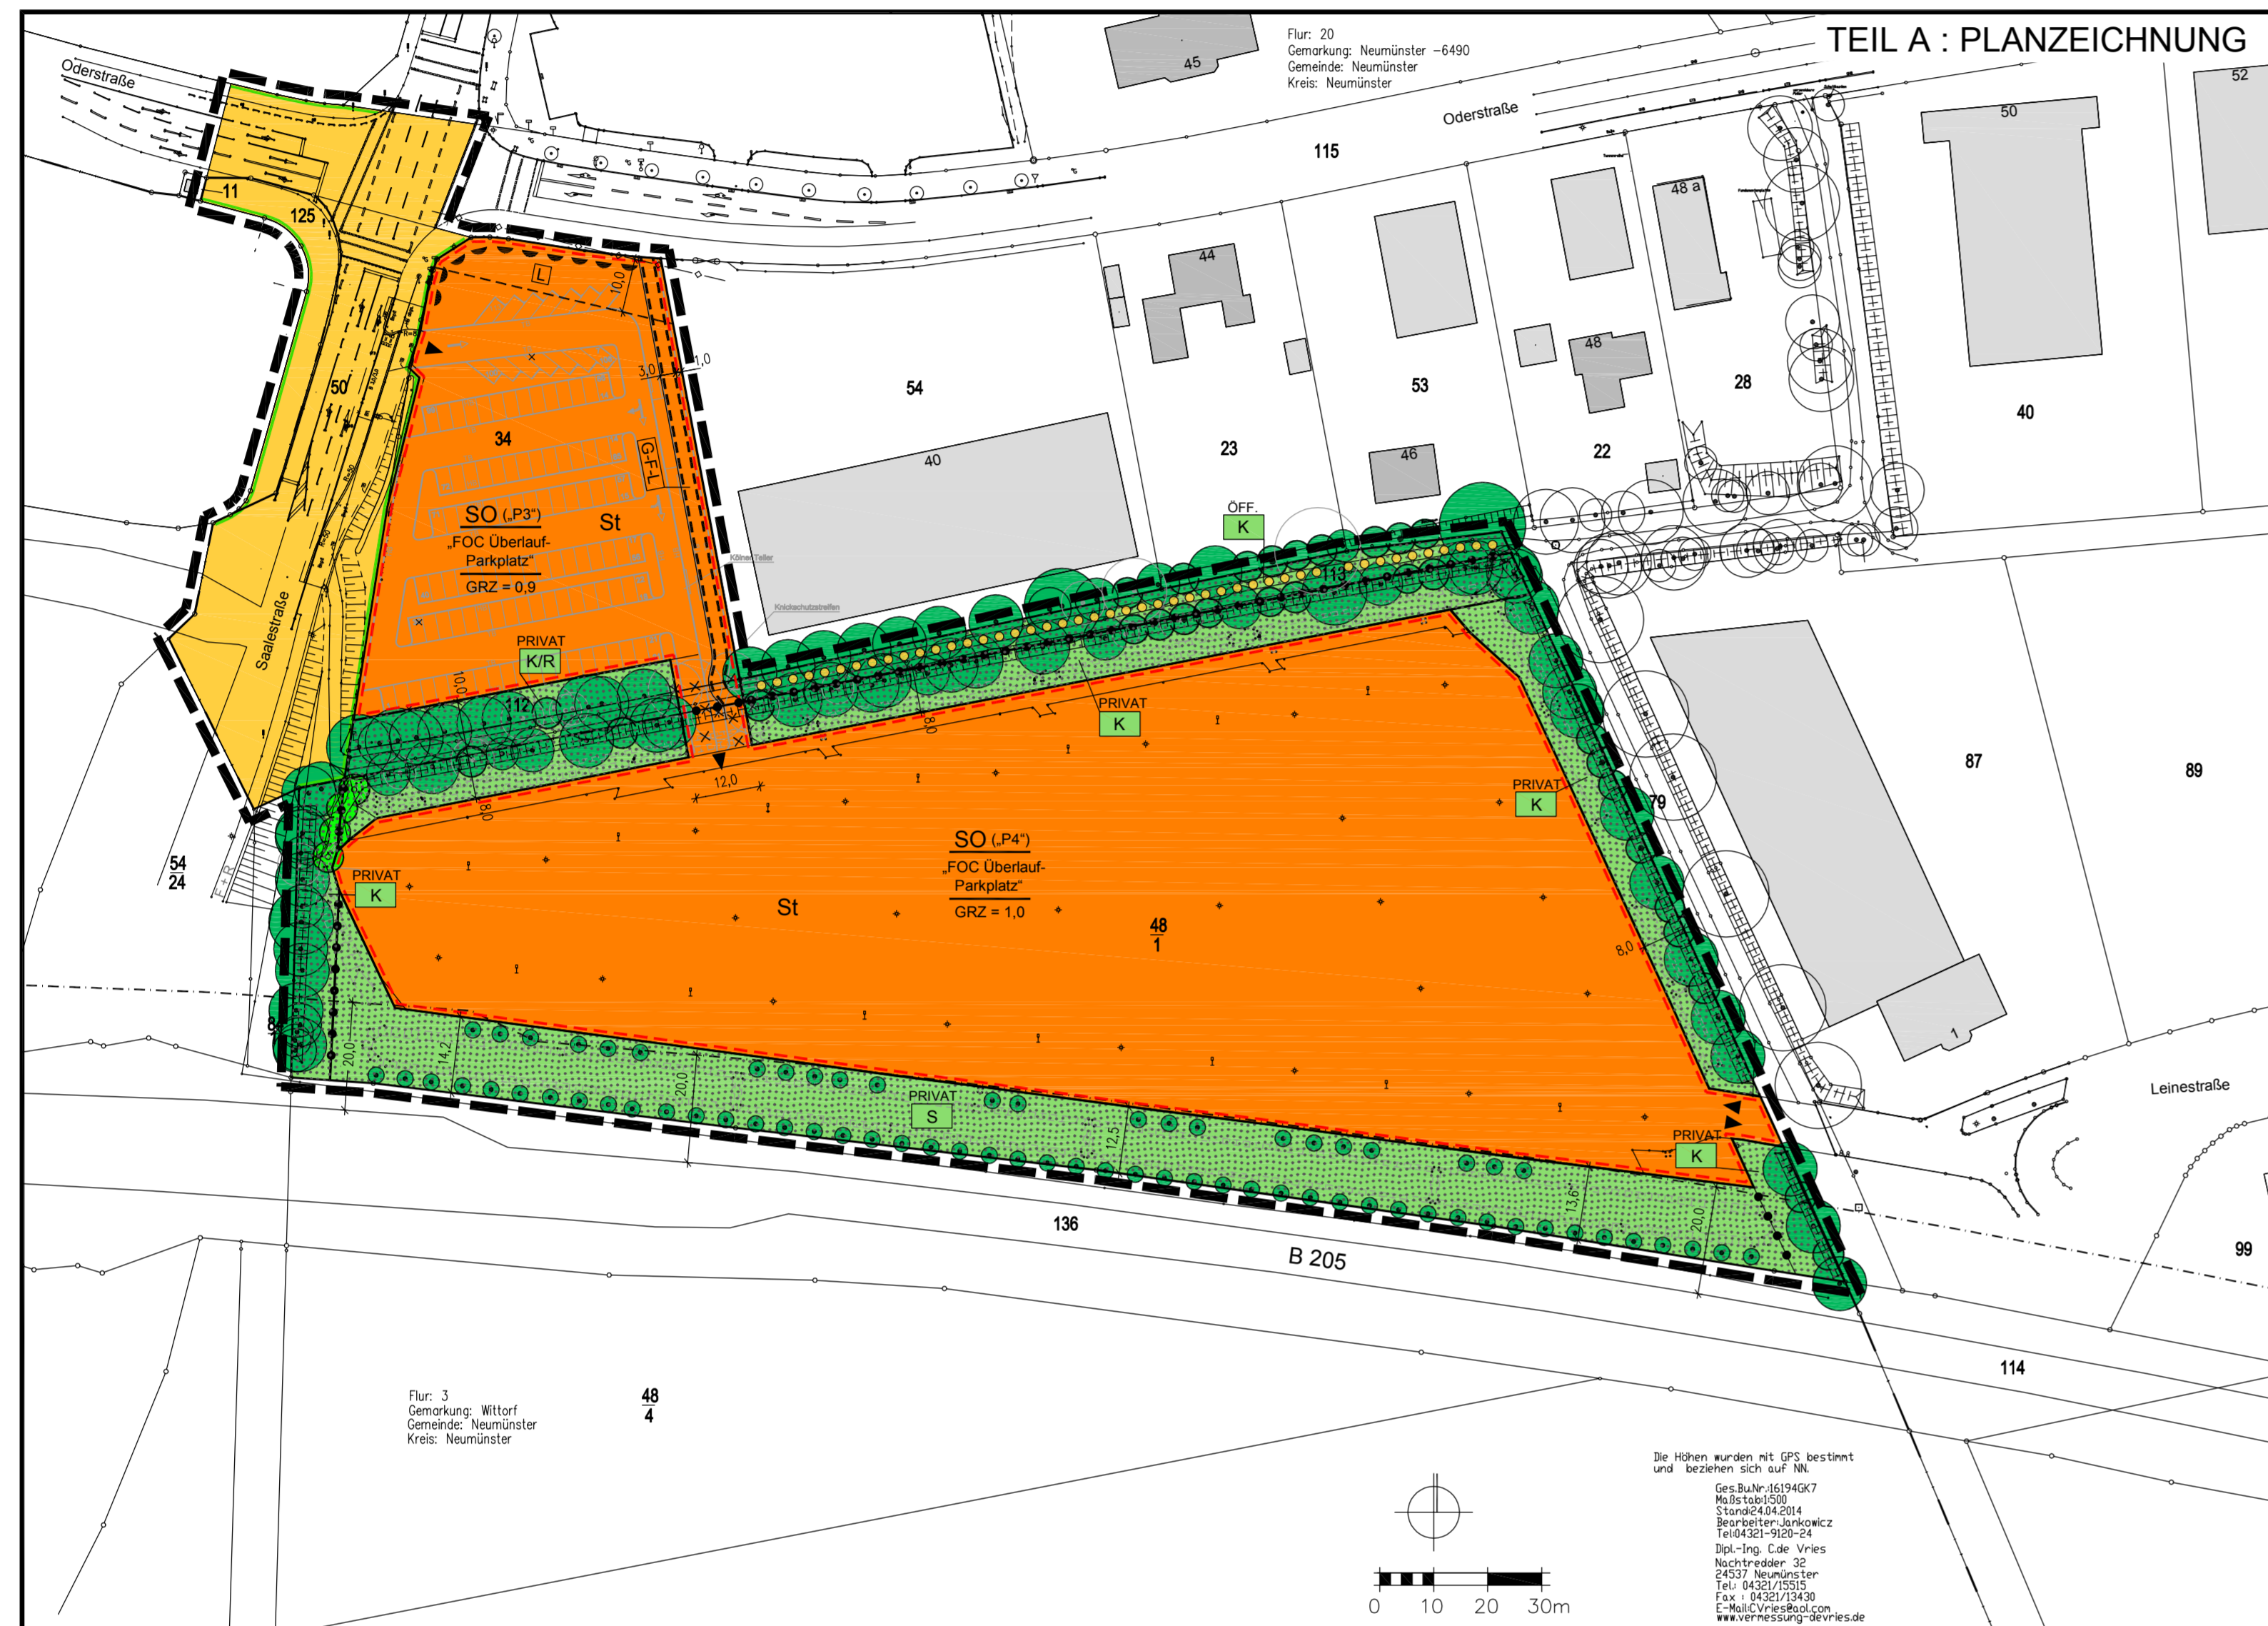 TEIL A : PLANZEICHNUNG
Flur: 20
Gemarkung: Neumünster -6490
Gemeinde: Neumünster
Kreis: Neumünster
Oderstraße
Oderstraße
45
52
50
115
11
125
48 a
44
L
10,0
50
3,0
1,0
34
54
53
48
28
40
G-F-L
40
23
46
22
SO („P3“)
„FOC Überlauf-
Parkplatz“
GRZ = 0,9
St
ÖFF.
K
Kölner Teller
113
Knickschutzstreifen
Saalestraße
PRIVAT
K/R
10,0
112
PRIVAT
K
8,0
12,0
8,0
PRIVAT
K
79
87
89
SO („P4“)
„FOC Überlauf-
Parkplatz“
GRZ = 1,0
St
54
24
F+R
PRIVAT
K
48
1
8,0
1
20,0
14,2
20,0
PRIVAT
S
12,5
PRIVAT
K
13,6
20,0
Leinestraße
136
B 205
99
114
Flur: 3
Gemarkung: Wittorf
Gemeinde: Neumünster
Kreis: Neumünster
48
4
Die Höhen wurden mit GPS bestimmt
und beziehen sich auf NN.
Ges.Bu.Nr.:16194GK7
Maßstab:1:500
Stand:24.04.2014
Bearbeiter:Jankowicz
Tel:04321-9120-24
Dipl.-Ing. C.de Vries
Nachtredder 32
24537 Neumünster
Tel.: 04321/15515
Fax : 04321/13430
E-Mail:CVries@aol.com
www.vermessung-devries.de
0 10 20 30m